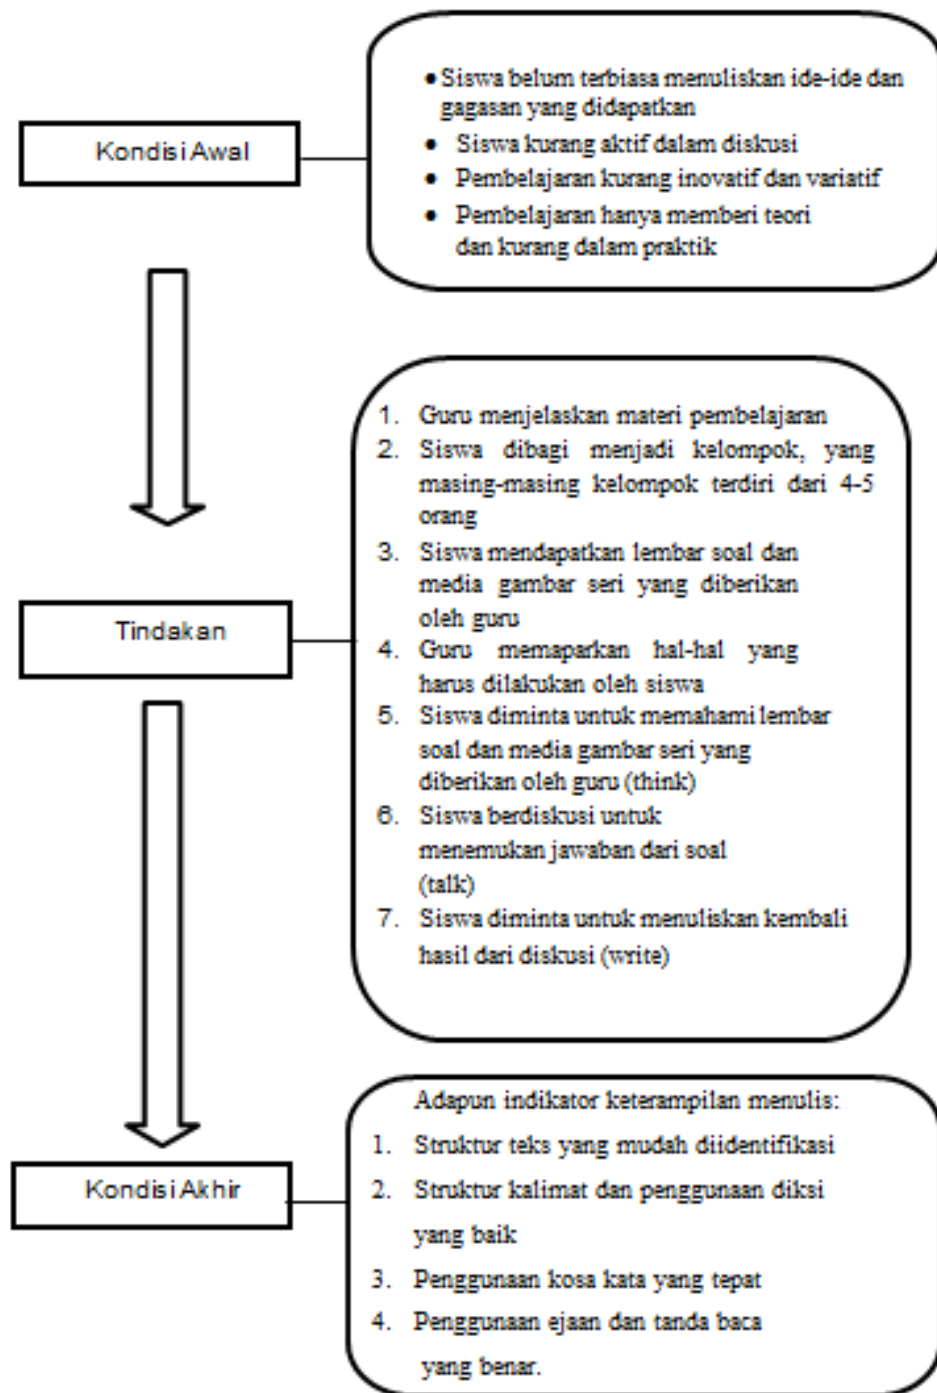 Kondisi Awal
• Siswa belum terbiasa menuliskan ide-ide dan
gagasan yang didapatkan
• Siswa kurang aktif dalam diskusi
• Pembelajaran kurang inovatif dan variatif
• Pembelajaran hanya memberi teori
dan kurang dalam praktik
Tindakan
1. Guru menjelaskan materi pembelajaran
2. Siswa dibagi menjadi kelompok, yang
masing-masing kelompok terdiri dari 4-5
orang
3. Siswa mendapatkan lembar soal dan
media gambar seri yang diberikan
oleh guru
4. Guru memaparkan hal-hal yang
harus dilakukan oleh siswa
5. Siswa diminta untuk memahami lembar
soal dan media gambar seri yang
diberikan oleh guru (think)
6. Siswa berdiskusi untuk
menemukan jawaban dari soal
(talk)
7. Siswa diminta untuk menuliskan kembali
hasil dari diskusi (write)
Kondisi Akhir
Adapun indikator keterampilan menulis:
1. Struktur teks yang mudah diidentifikasi
2. Struktur kalimat dan penggunaan diksi
yang baik
3. Penggunaan kosa kata yang tepat
4. Penggunaan ejaan dan tanda baca
yang benar.